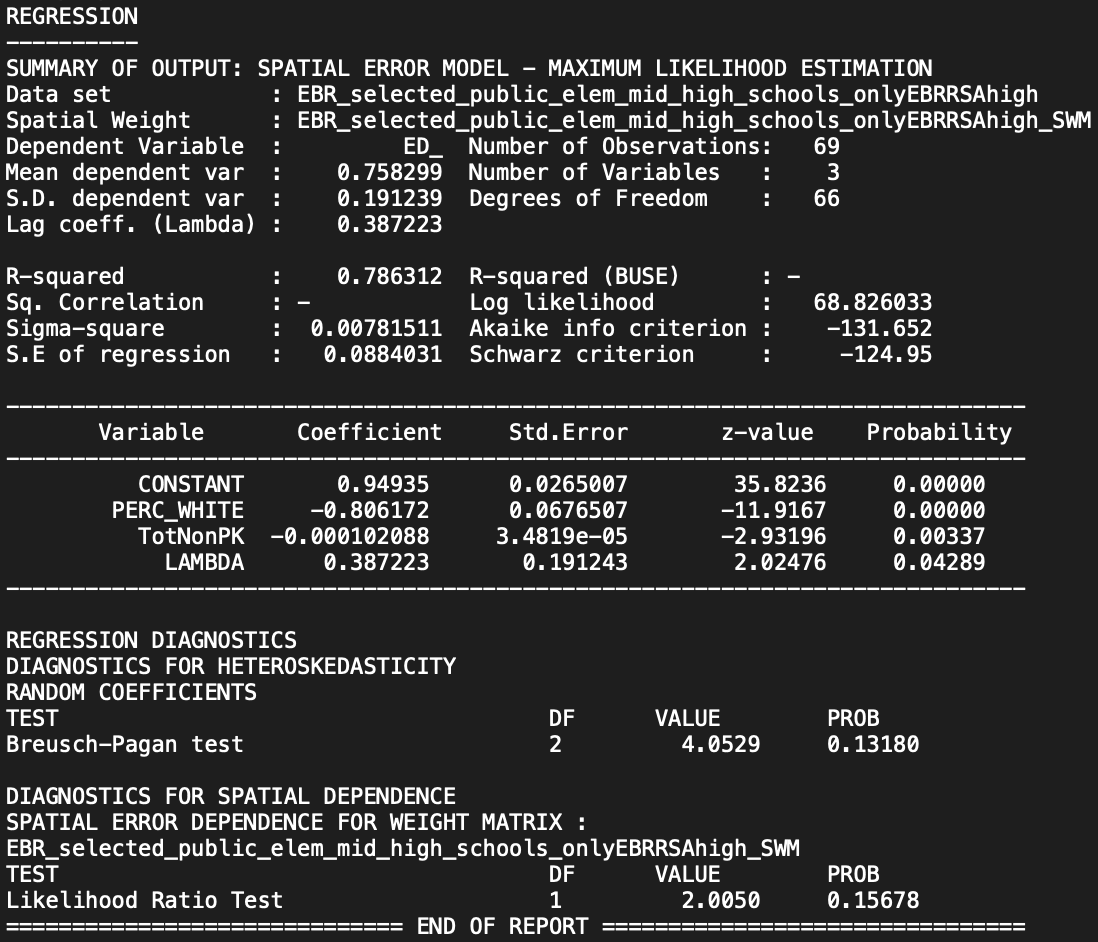 REGRESSION
----------
SUMMARY OF OUTPUT: SPATIAL ERROR MODEL - MAXIMUM LIKELIHOOD ESTIMATION
Data set            : EBR_selected_public_elem_mid_high_schools_onlyEBRRSAhigh
Spatial Weight      : EBR_selected_public_elem_mid_high_schools_onlyEBRRSAhigh_SWM
Dependent Variable  :         ED_  Number of Observations:   69
Mean dependent var  :    0.758299  Number of Variables   :    3
S.D. dependent var  :    0.191239  Degrees of Freedom    :   66
Lag coeff. (Lambda) :    0.387223

R-squared           :    0.786312  R-squared (BUSE)      : -
Sq. Correlation     : -            Log likelihood        :   68.826033
Sigma-square        :  0.00781511  Akaike info criterion :    -131.652
S.E of regression   :   0.0884031  Schwarz criterion     :     -124.95

-----------------------------------------------------------------------------
       Variable       Coefficient     Std.Error       z-value    Probability
-----------------------------------------------------------------------------
          CONSTANT       0.94935      0.0265007        35.8236     0.00000
        PERC_WHITE     -0.806172      0.0676507       -11.9167     0.00000
          TotNonPK  -0.000102088     3.4819e-05       -2.93196     0.00337
            LAMBDA      0.387223       0.191243        2.02476     0.04289
-----------------------------------------------------------------------------

REGRESSION DIAGNOSTICS
DIAGNOSTICS FOR HETEROSKEDASTICITY
RANDOM COEFFICIENTS
TEST                                     DF      VALUE        PROB
Breusch-Pagan test                       2         4.0529     0.13180

DIAGNOSTICS FOR SPATIAL DEPENDENCE
SPATIAL ERROR DEPENDENCE FOR WEIGHT MATRIX :
EBR_selected_public_elem_mid_high_schools_onlyEBRRSAhigh_SWM
TEST                                     DF      VALUE        PROB
Likelihood Ratio Test                    1         2.0050     0.15678
============================== END OF REPORT ================================